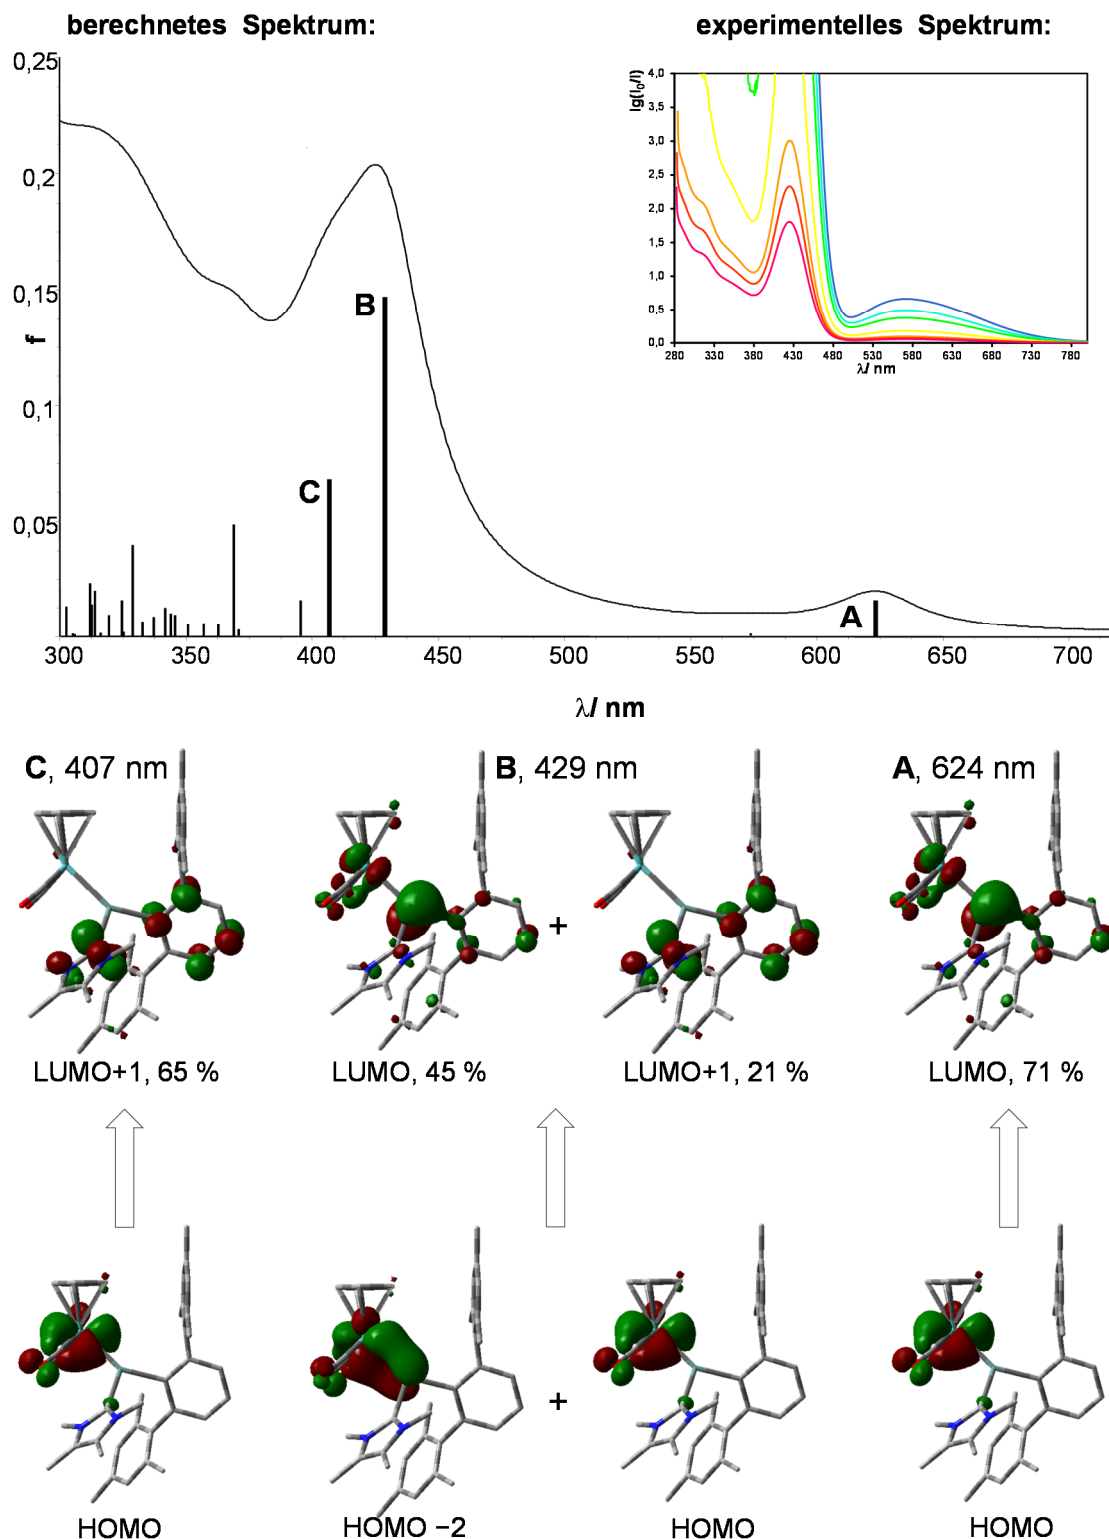 berechnetes Spektrum:
experimentelles Spektrum:
0,25
0,2
0,15
0,1
0,05
f
B
C
A
300 350 400 450 500 550 600 650 700
λ/ nm
lg(I₀/I)
4,0
3,5
3,0
2,5
2,0
1,5
1,0
0,5
0,0
280 330 380 430 480 530 580 630 680 730 780
λ/ nm
C, 407 nm
B, 429 nm
A, 624 nm
+
LUMO+1, 65 %
LUMO, 45 %
LUMO+1, 21 %
LUMO, 71 %
+
HOMO
HOMO −2
HOMO
HOMO